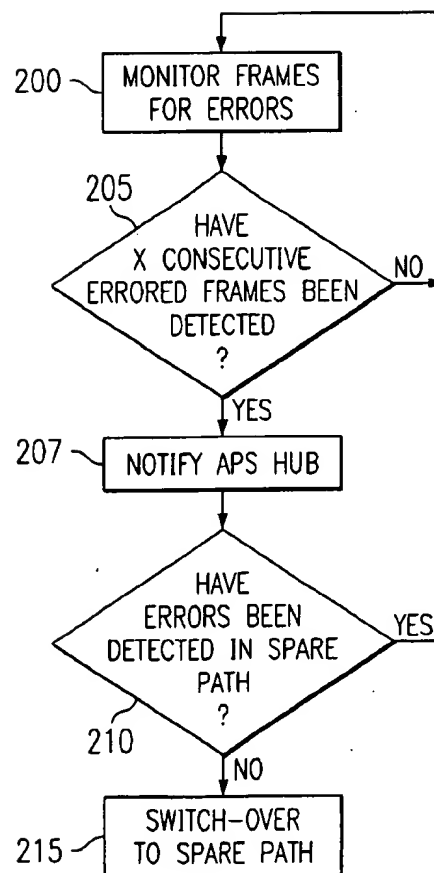 200
MONITOR FRAMES
FOR ERRORS
205
HAVE
X CONSECUTIVE
ERRORED FRAMES BEEN
DETECTED
?
NO
YES
207
NOTIFY APS HUB
HAVE
ERRORS BEEN
DETECTED IN SPARE
PATH
?
YES
210
NO
215
SWITCH-OVER
TO SPARE PATH